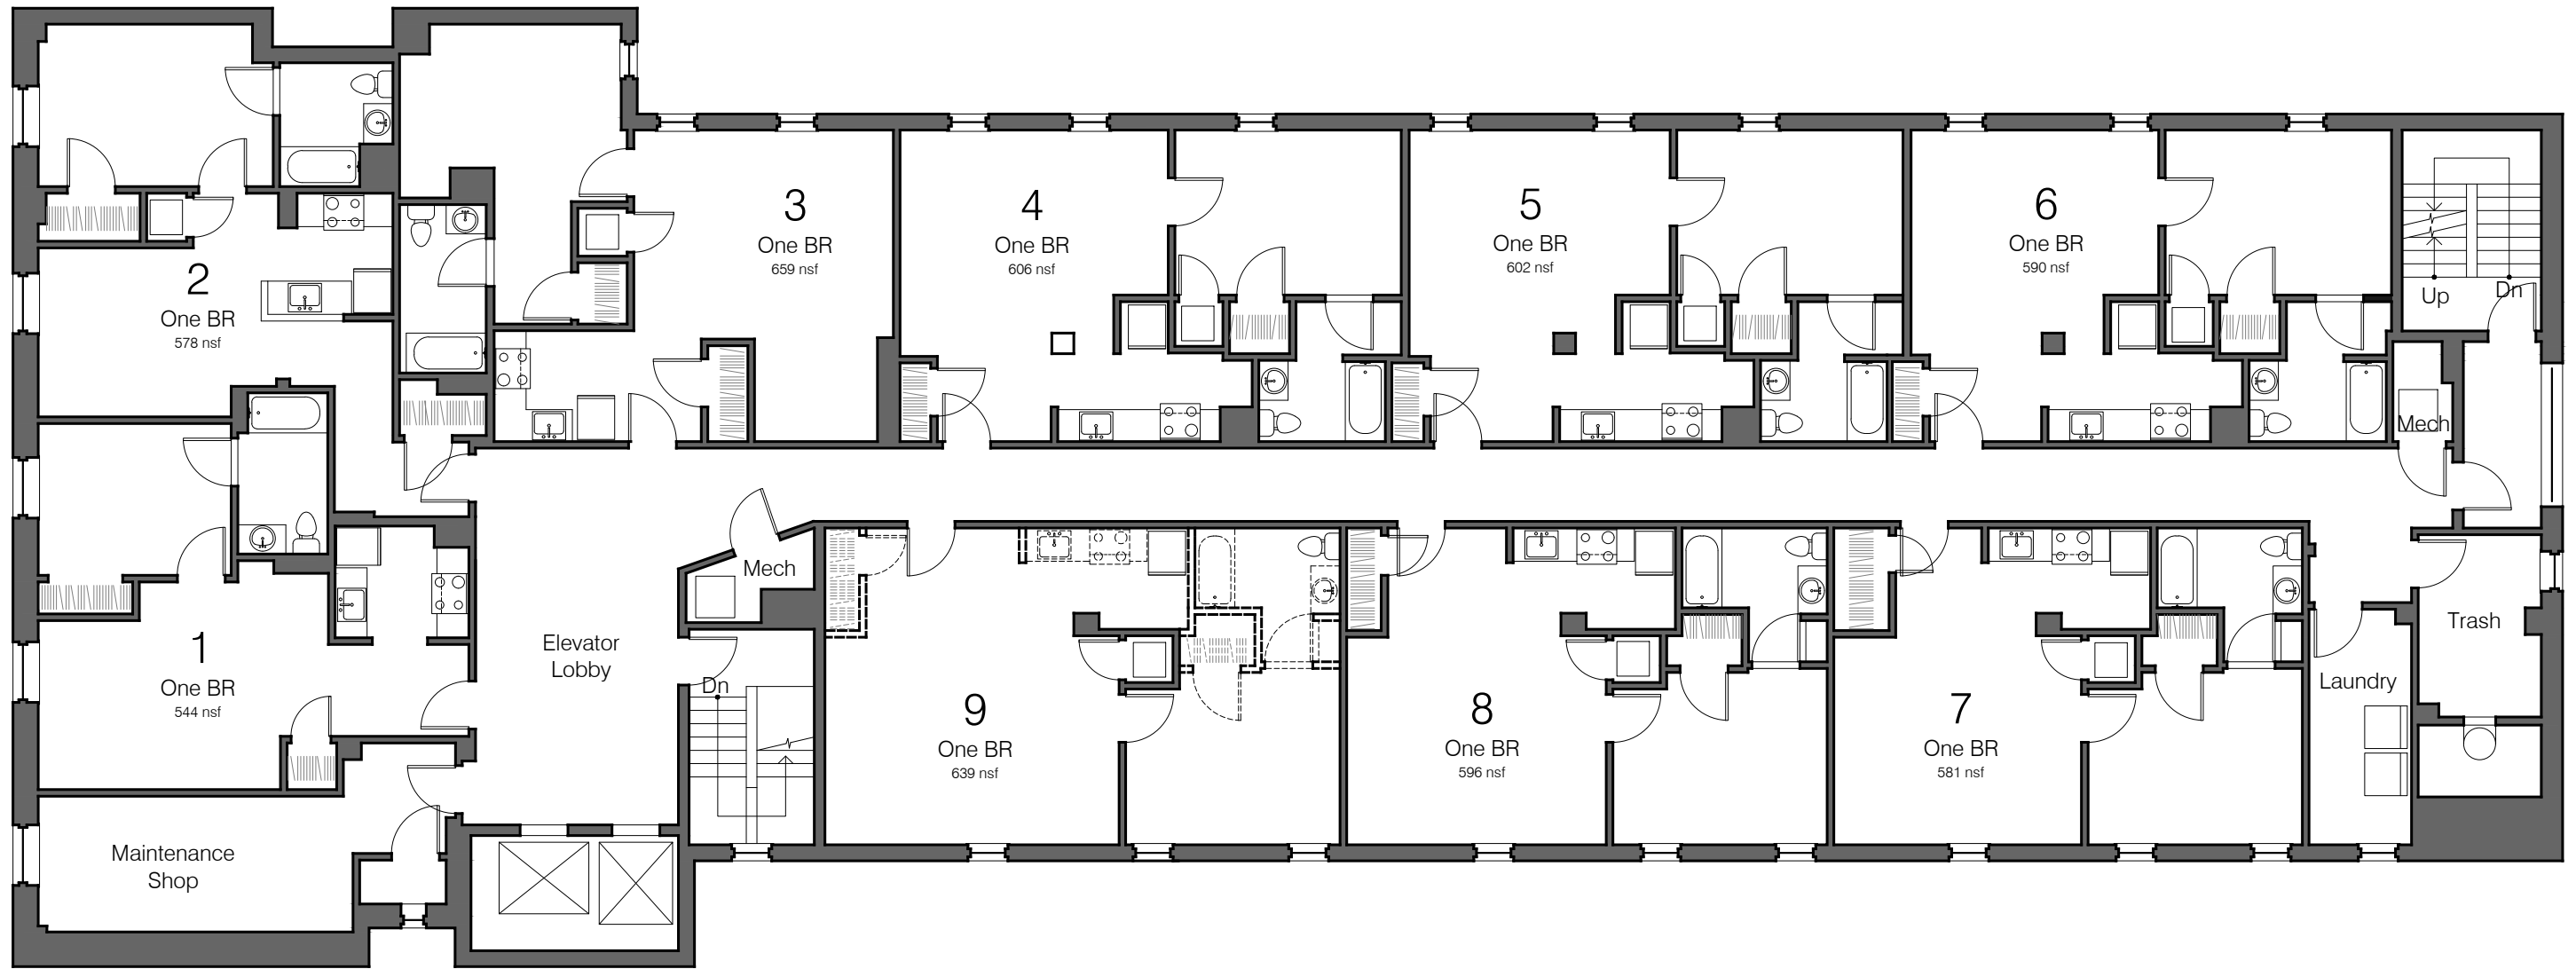 3
One BR
659 nsf
4
One BR
606 nsf
5
One BR
602 nsf
6
One BR
590 nsf
2
One BR
578 nsf
Up
Dn
Mech
1
One BR
544 nsf
Elevator
Lobby
Mech
Dn
9
One BR
639 nsf
8
One BR
596 nsf
7
One BR
581 nsf
Laundry
Trash
Maintenance
Shop